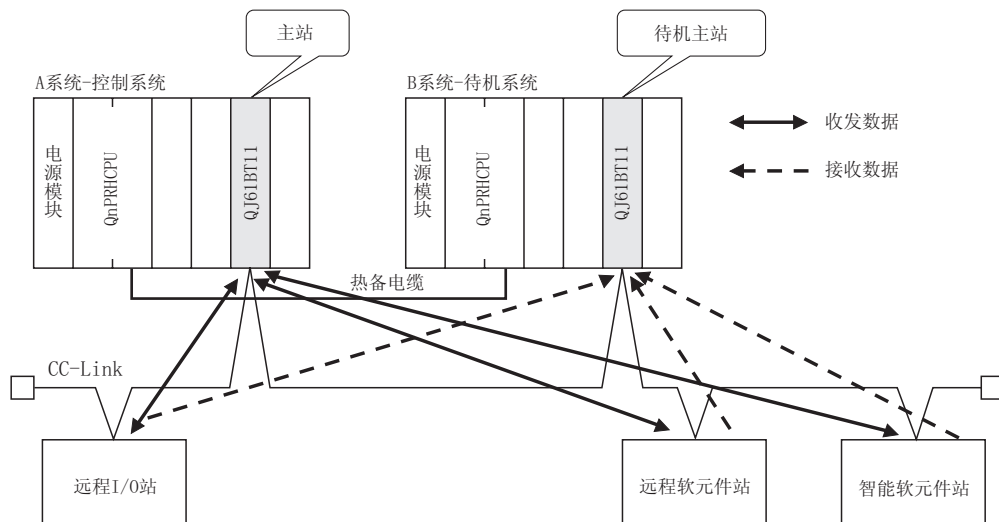 主站
待机主站
A系统-控制系统
B系统-待机系统
电源模块
QnPRHCPU
QJ61BT11
电源模块
QnPRHCPU
QJ61BT11
收发数据
接收数据
热备电缆
CC-Link
远程I/O站
远程软元件站
智能软元件站